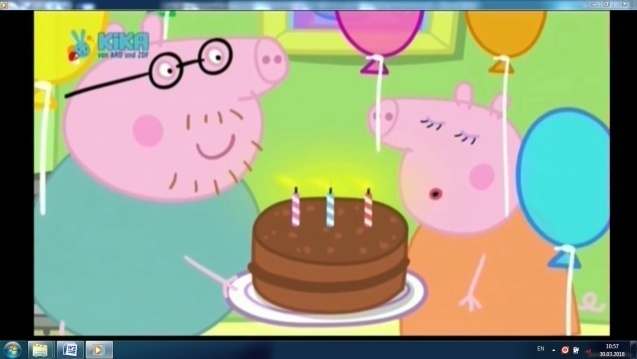 KiKA
von ARD und ZDF
EN
10:57
30.03.2018